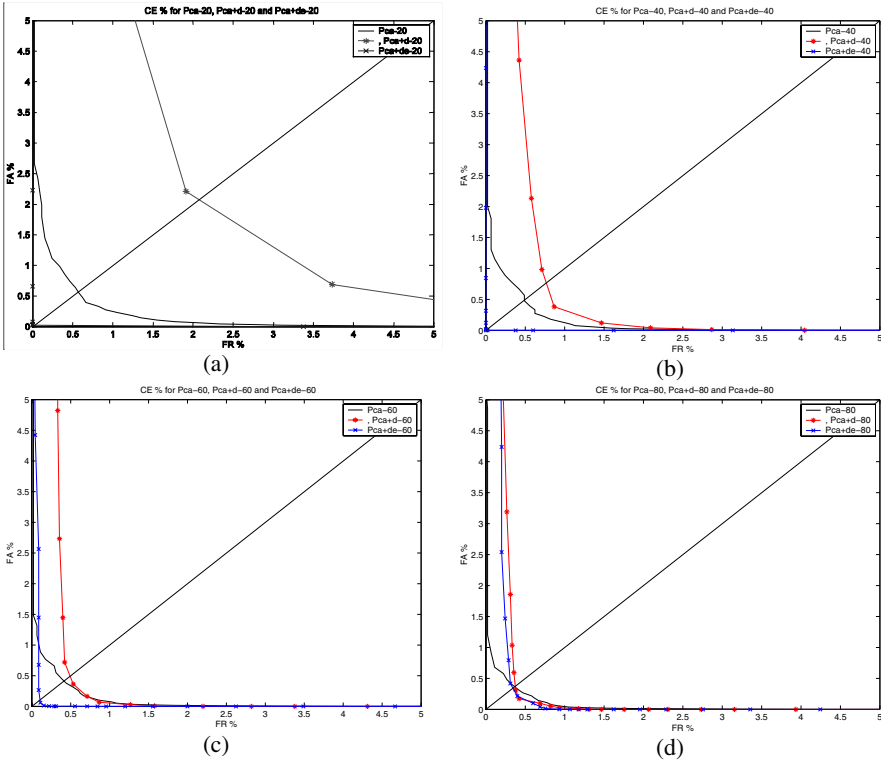 CE % for Pca-20, Pca+d-20 and Pca+de-20
Pca-20
, Pca+d-20
Pca+de-20
FA %
5
4.5
4
3.5
3
2.5
2
1.5
1
0.5
0
0 0.5 1 1.5 2 2.5 3 3.5 4 4.5 5
FR %
(a)
CE % for Pca−40, Pca+d−40 and Pca+de−40
Pca−40
, Pca+d−40
Pca+de−40
FA %
5
4.5
4
3.5
3
2.5
2
1.5
1
0.5
0
0 0.5 1 1.5 2 2.5 3 3.5 4 4.5 5
FR %
(b)
CE % for Pca−60, Pca+d−60 and Pca+de−60
Pca−60
, Pca+d−60
Pca+de−60
FA %
5
4.5
4
3.5
3
2.5
2
1.5
1
0.5
0
0 0.5 1 1.5 2 2.5 3 3.5 4 4.5 5
FR %
(c)
CE % for Pca−80, Pca+d−80 and Pca+de−80
Pca−80
, Pca+d−80
Pca+de−80
FA %
5
4.5
4
3.5
3
2.5
2
1.5
1
0.5
0
0 0.5 1 1.5 2 2.5 3 3.5 4 4.5 5
FR %
(d)